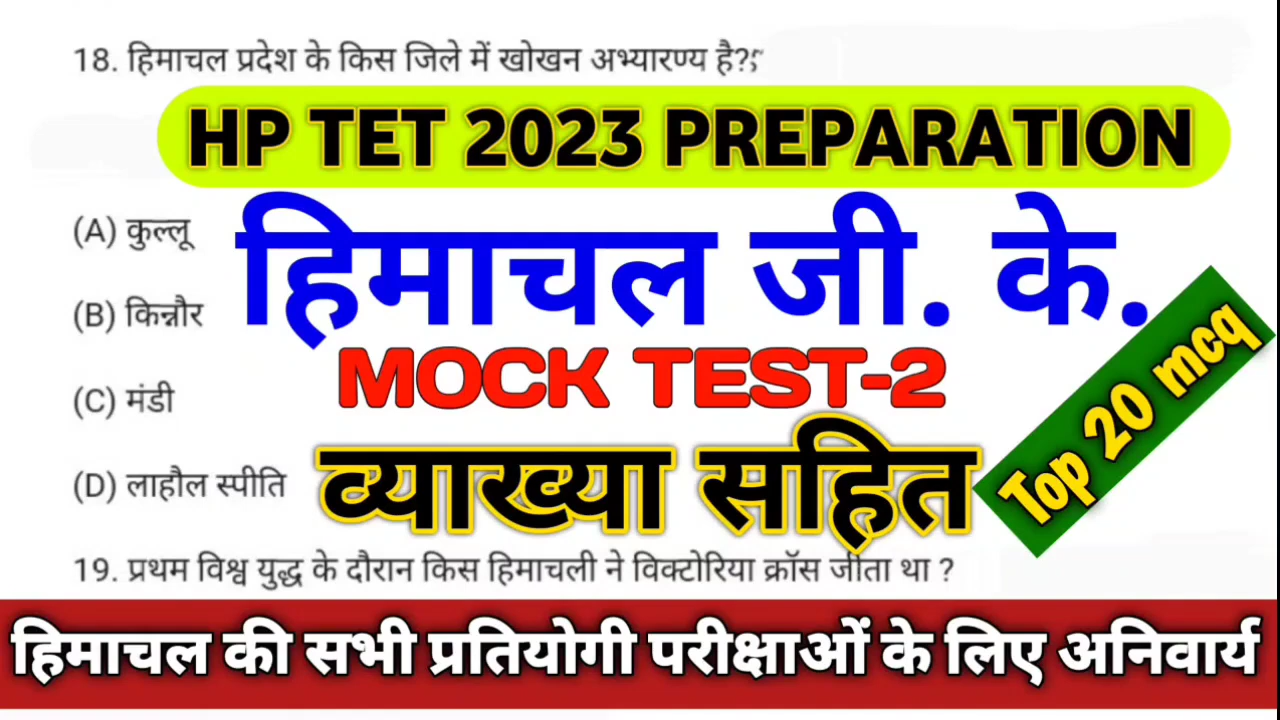 18. हिमाचल प्रदेश के किस जिले में खोखन अभ्यारण्य है?
HP TET 2023 PREPARATION
(A) कुल्लू
हिमाचल जी. के.
(B) किन्नौर
MOCK TEST-2
Top 20 mcq
(C) मंडी
व्याख्या सहित
(D) लाहौल स्पीति
19. प्रथम विश्व युद्ध के दौरान किस हिमाचली ने विक्टोरिया क्रॉस जीता था ?
हिमाचल की सभी प्रतियोगी परीक्षाओं के लिए अनिवार्य